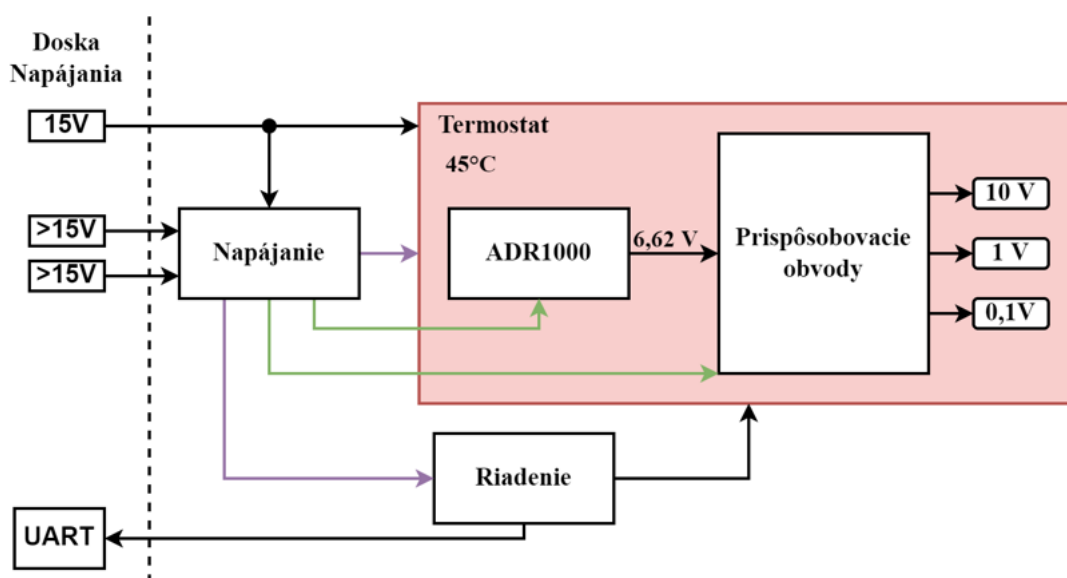 Doska
Napájania
15V
>15V
>15V
Napájanie
Termostat
45°C
ADR1000
6,62 V
Prispôsobovacie
obvody
10 V
1 V
0,1V
Riadenie
UART